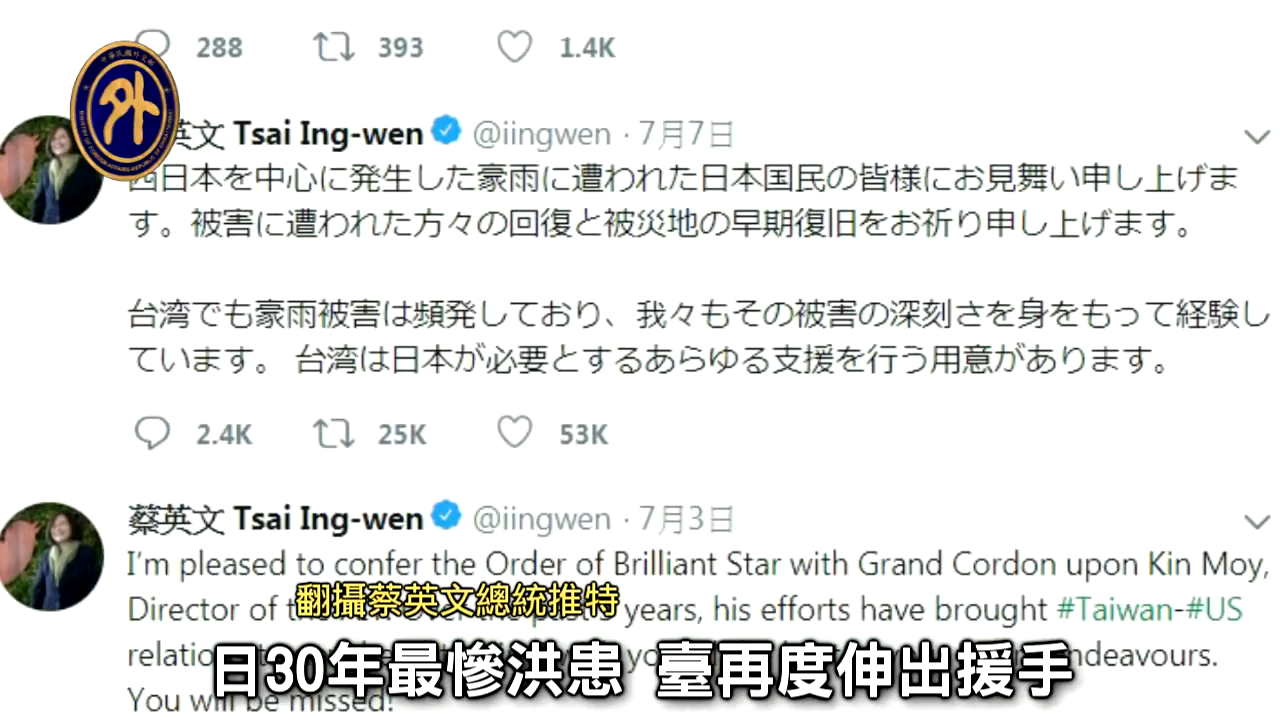 288 393 1.4K
英文 Tsai Ing-wen @iingwen · 7月7日
西日本を中心に発生した豪雨に遭われた日本国民の皆様にお見舞い申し上げま
す。被害に遭われた方々の回復と被災地の早期復旧をお祈り申し上げます。
台湾でも豪雨被害は頻発しており、我々もその被害の深刻さを身をもって経験し
ています。 台湾は日本が必要とするあらゆる支援を行う用意があります。
2.4K 25K 53K
蔡英文 Tsai Ing-wen @iingwen · 7月3日
I'm pleased to confer the Order of Brilliant Star with Grand Cordon upon Kin Moy,
Director of years, his efforts have brought #Taiwan-#US
翻攝蔡英文總統推特
endeavours.
日30年最慘洪患 臺再度伸出援手
You will be missed!
外